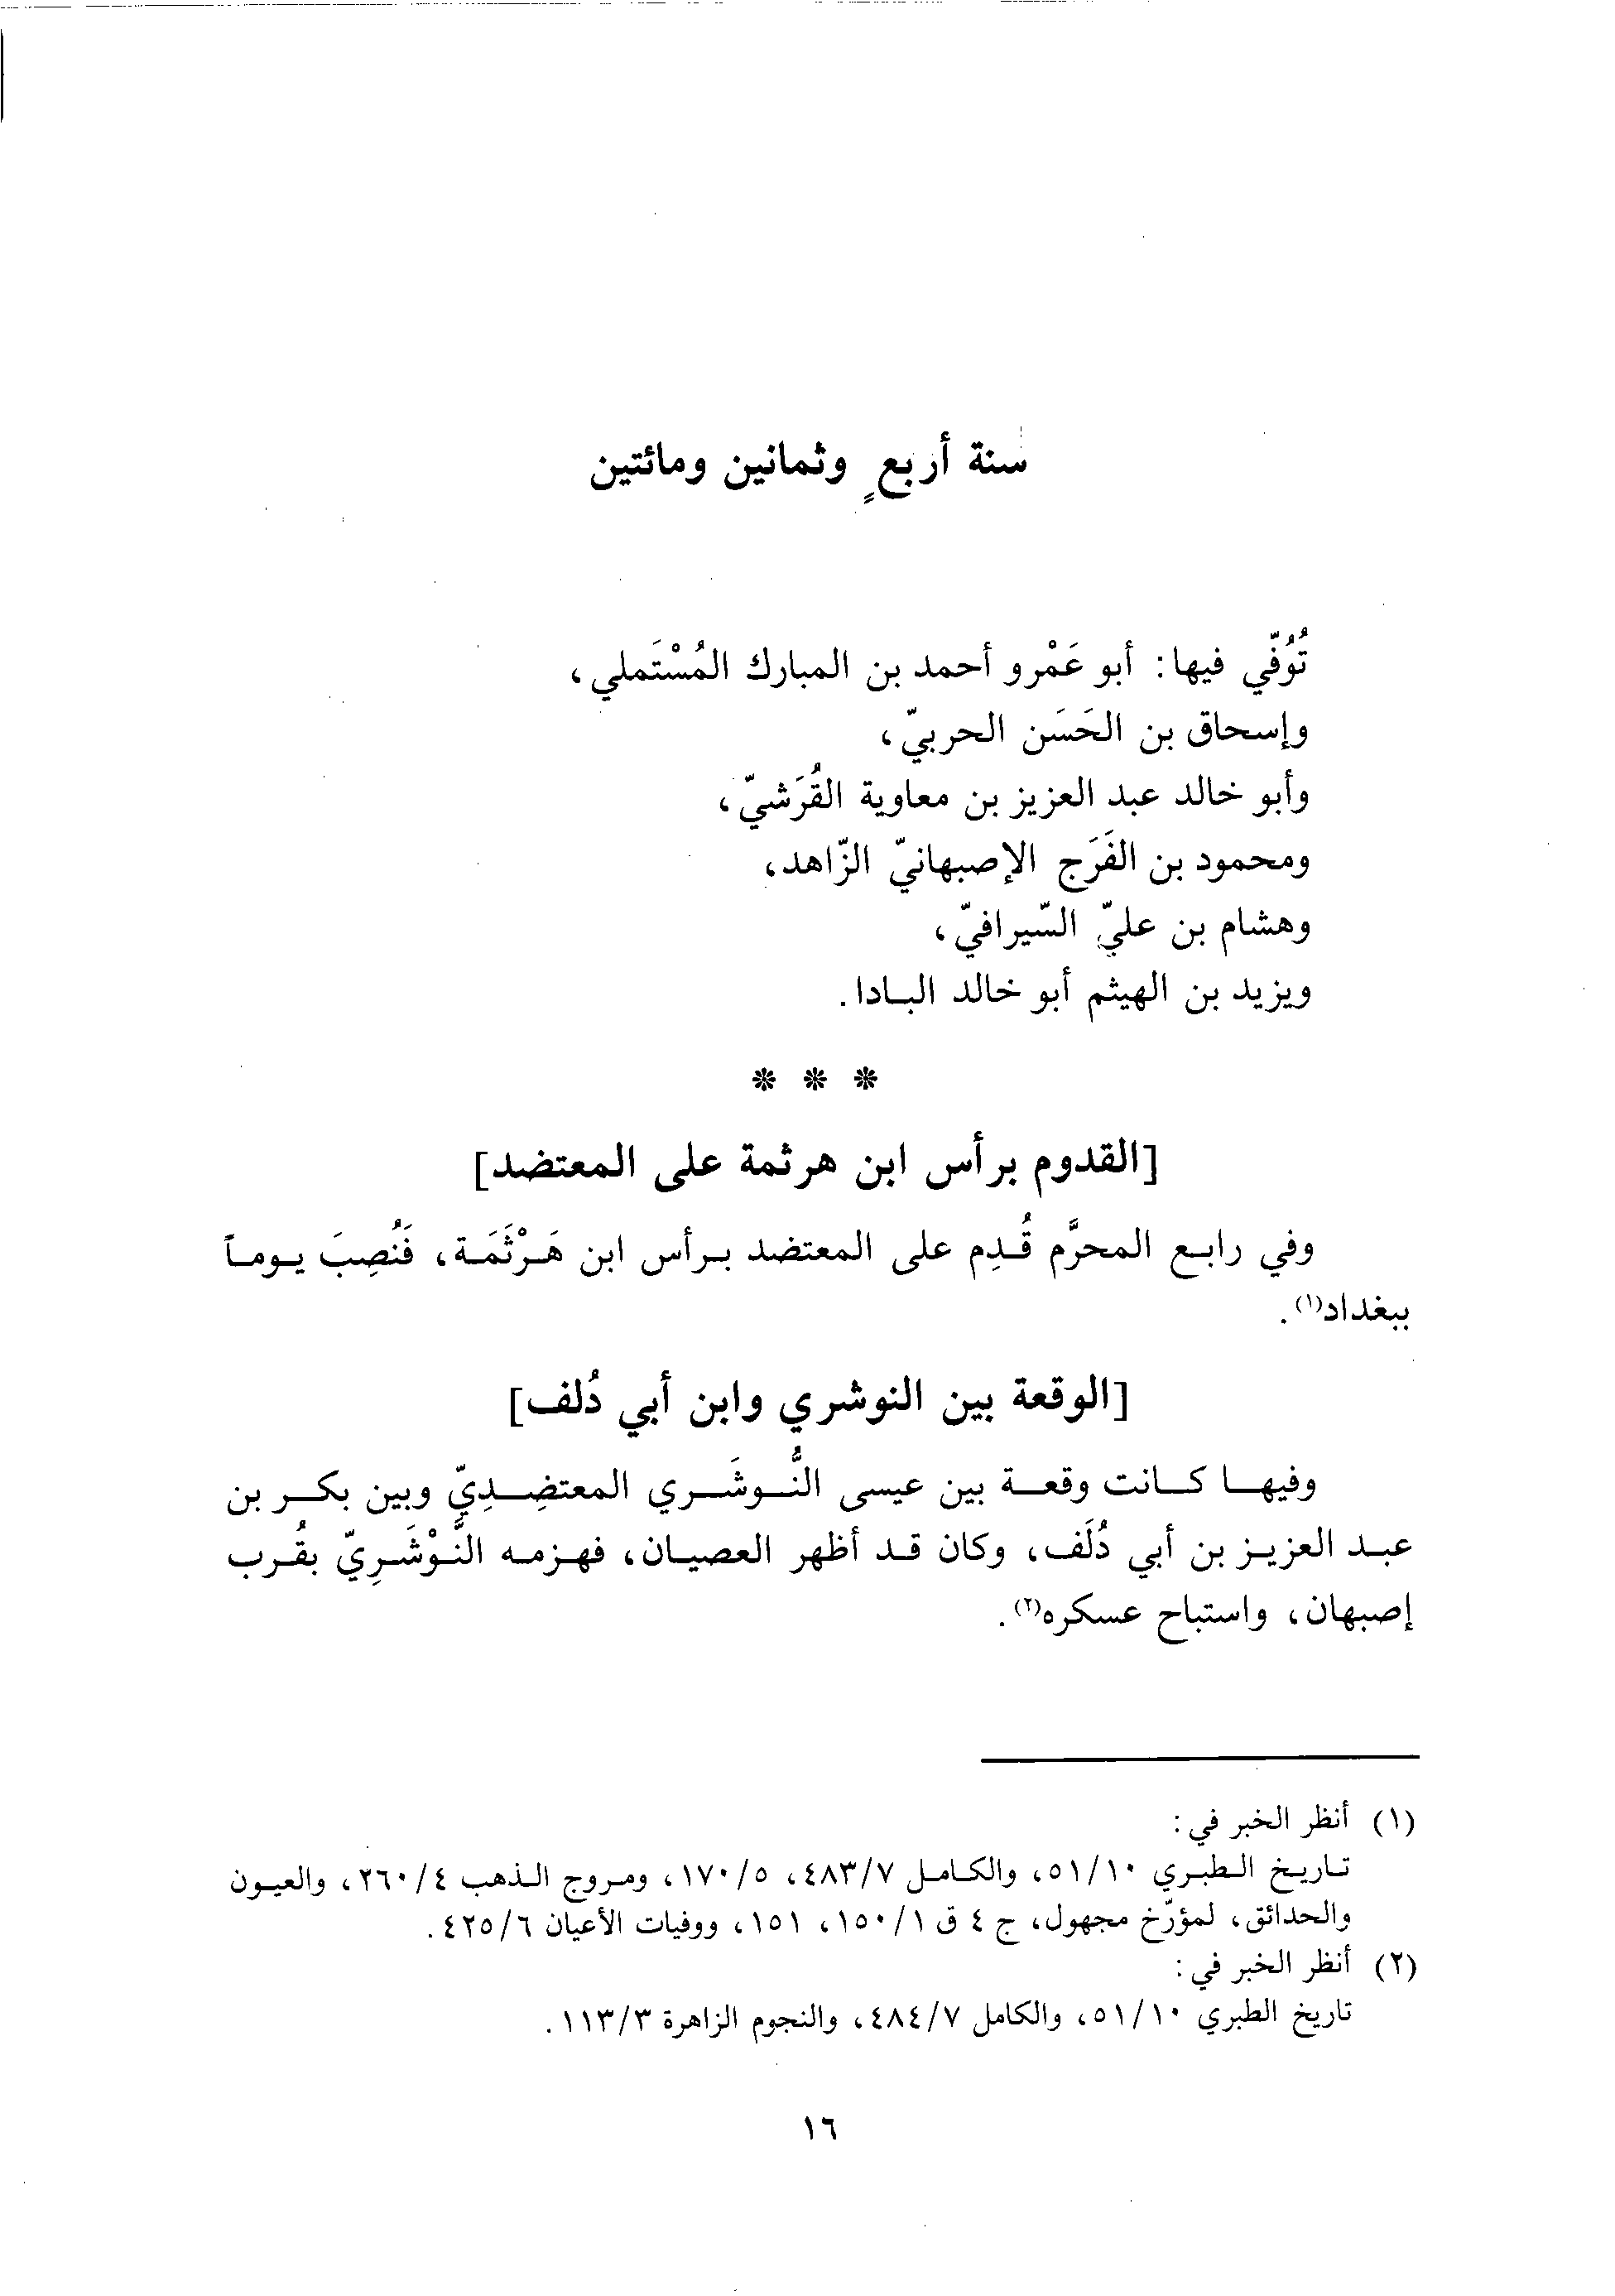 سنة أربعٍ وثمانين ومائتين
تُوُفّي فيها: أبو عَمْرو أحمد بن المبارك المُسْتَملي،
وإسحاق بن الحَسَن الحربيّ،
وأبو خالد عبد العزيز بن معاوية القُرَشيّ،
ومحمود بن الفَرَج الإصبهانيّ الزّاهد،
وهشام بن عليّ السّيرافيّ،
ويزيد بن الهيثم أبو خالد البادا.
* * *
[القدوم برأس ابن هرثمة على المعتضد]
وفي رابع المحرَّم قُدِم على المعتضد برأس ابن هَرْثَمَة، فَنُصِبَ يوماً
ببغداد(١).
[الوقعة بين النوشري وابن أبي دُلف]
وفيها كانت وقعة بين عيسى النُّوشَري المعتضِدِيّ وبين بكر بن
عبد العزيز بن أبي دُلَف، وكان قد أظهر العصيان، فهزمه النَُّوْشَرِيّ بقُرب
إصبهان، واستباح عسكره(٢).
(١) أنظر الخبر في:
تاريخ الطبري ٥١/١٠، والكامل ٤٨٣/٧، ١٧٠/٥، ومروج الذهب ٢٦٠/٤، والعيون
والحدائق، لمؤرّخ مجهول، ج ٤ ق ١٥٠/١، ١٥١، ووفيات الأعيان ٤٢٥/٦.
(٢) أنظر الخبر في:
تاريخ الطبري ٥١/١٠، والكامل ٤٨٤/٧، والنجوم الزاهرة ١١٣/٣.
١٦